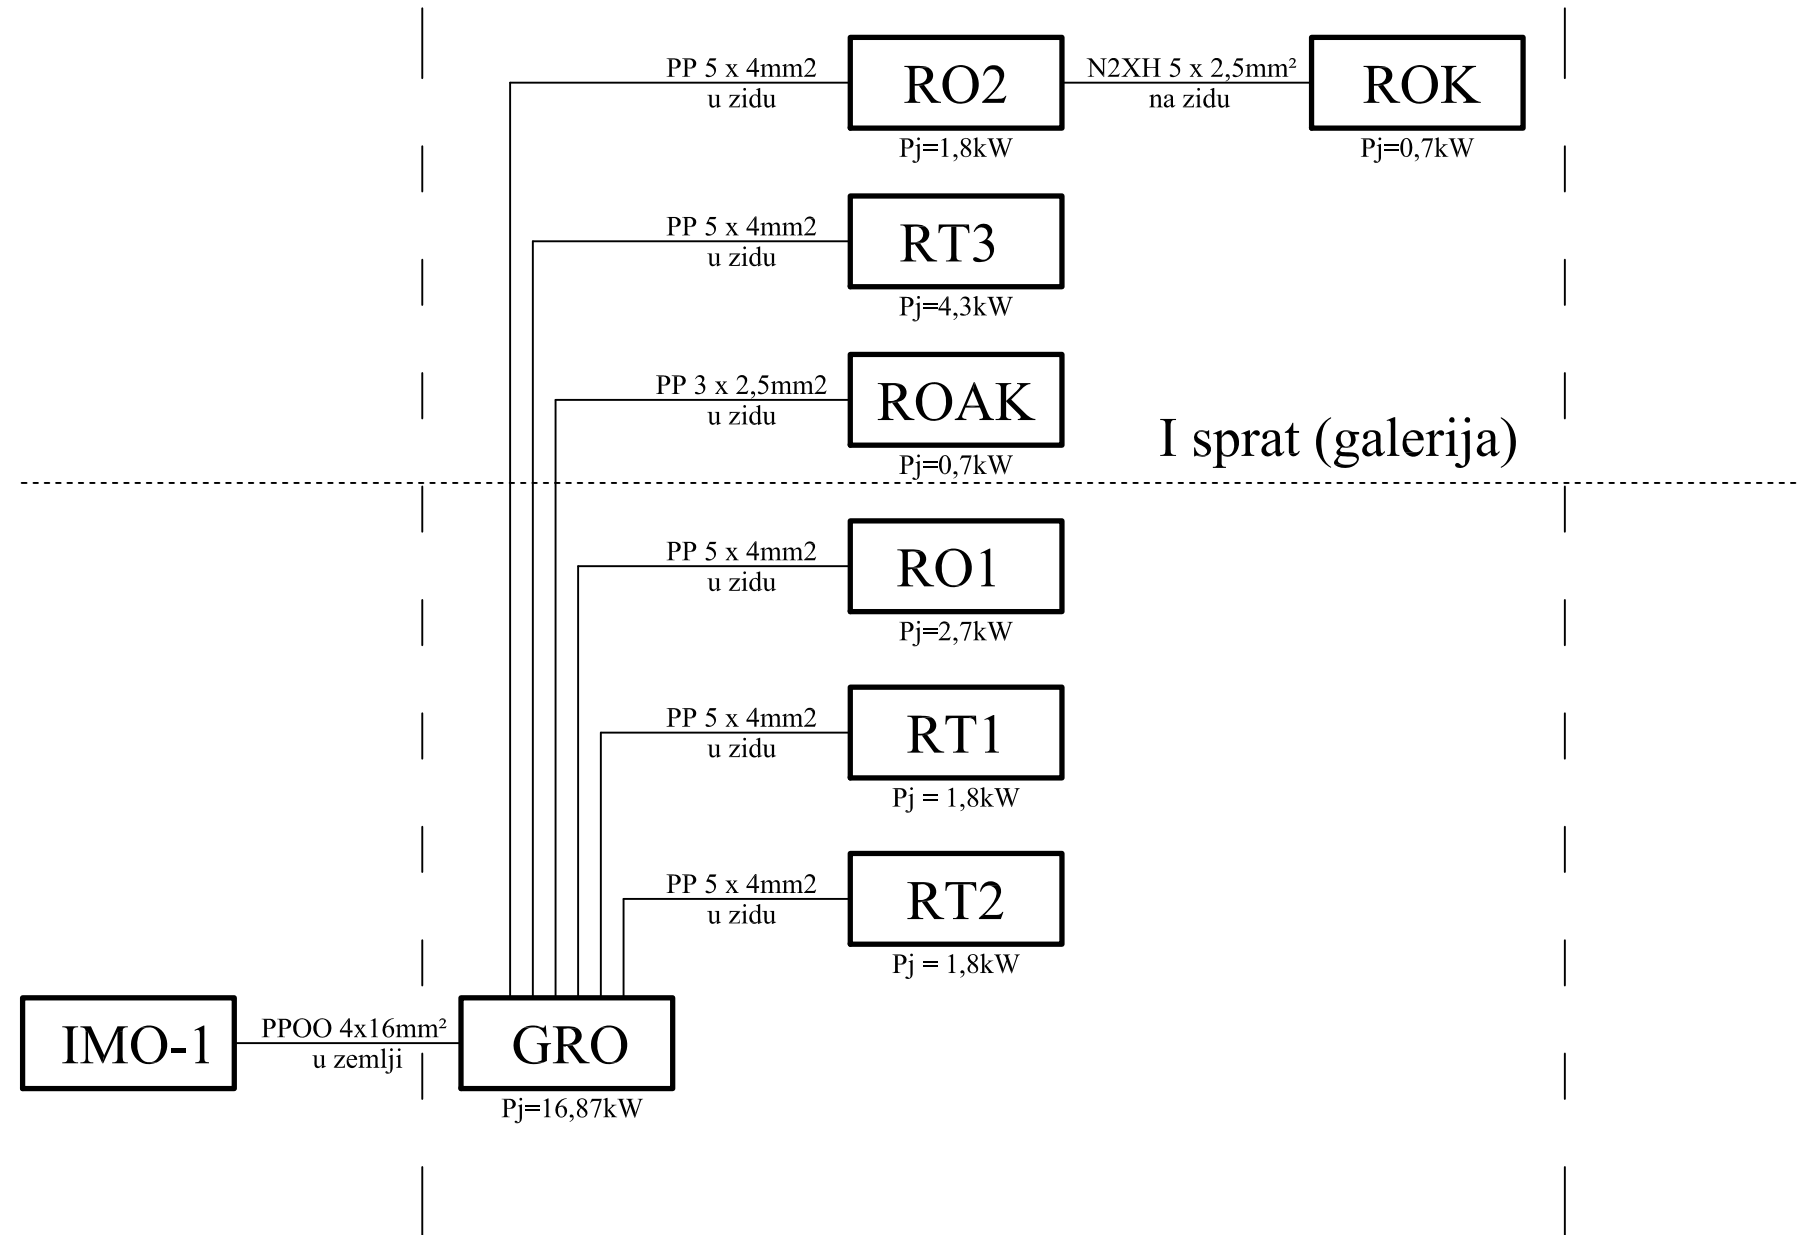 PP 5 x 4mm2
u zidu
RO2
Pj=1,8kW
N2XH 5 x 2,5mm²
na zidu
ROK
Pj=0,7kW
PP 5 x 4mm2
u zidu
RT3
Pj=4,3kW
PP 3 x 2,5mm2
u zidu
ROAK
Pj=0,7kW
I sprat (galerija)
PP 5 x 4mm2
u zidu
RO1
Pj=2,7kW
PP 5 x 4mm2
u zidu
RT1
Pj = 1,8kW
PP 5 x 4mm2
u zidu
RT2
Pj = 1,8kW
IMO-1
PPOO 4x16mm²
u zemlji
GRO
Pj=16,87kW